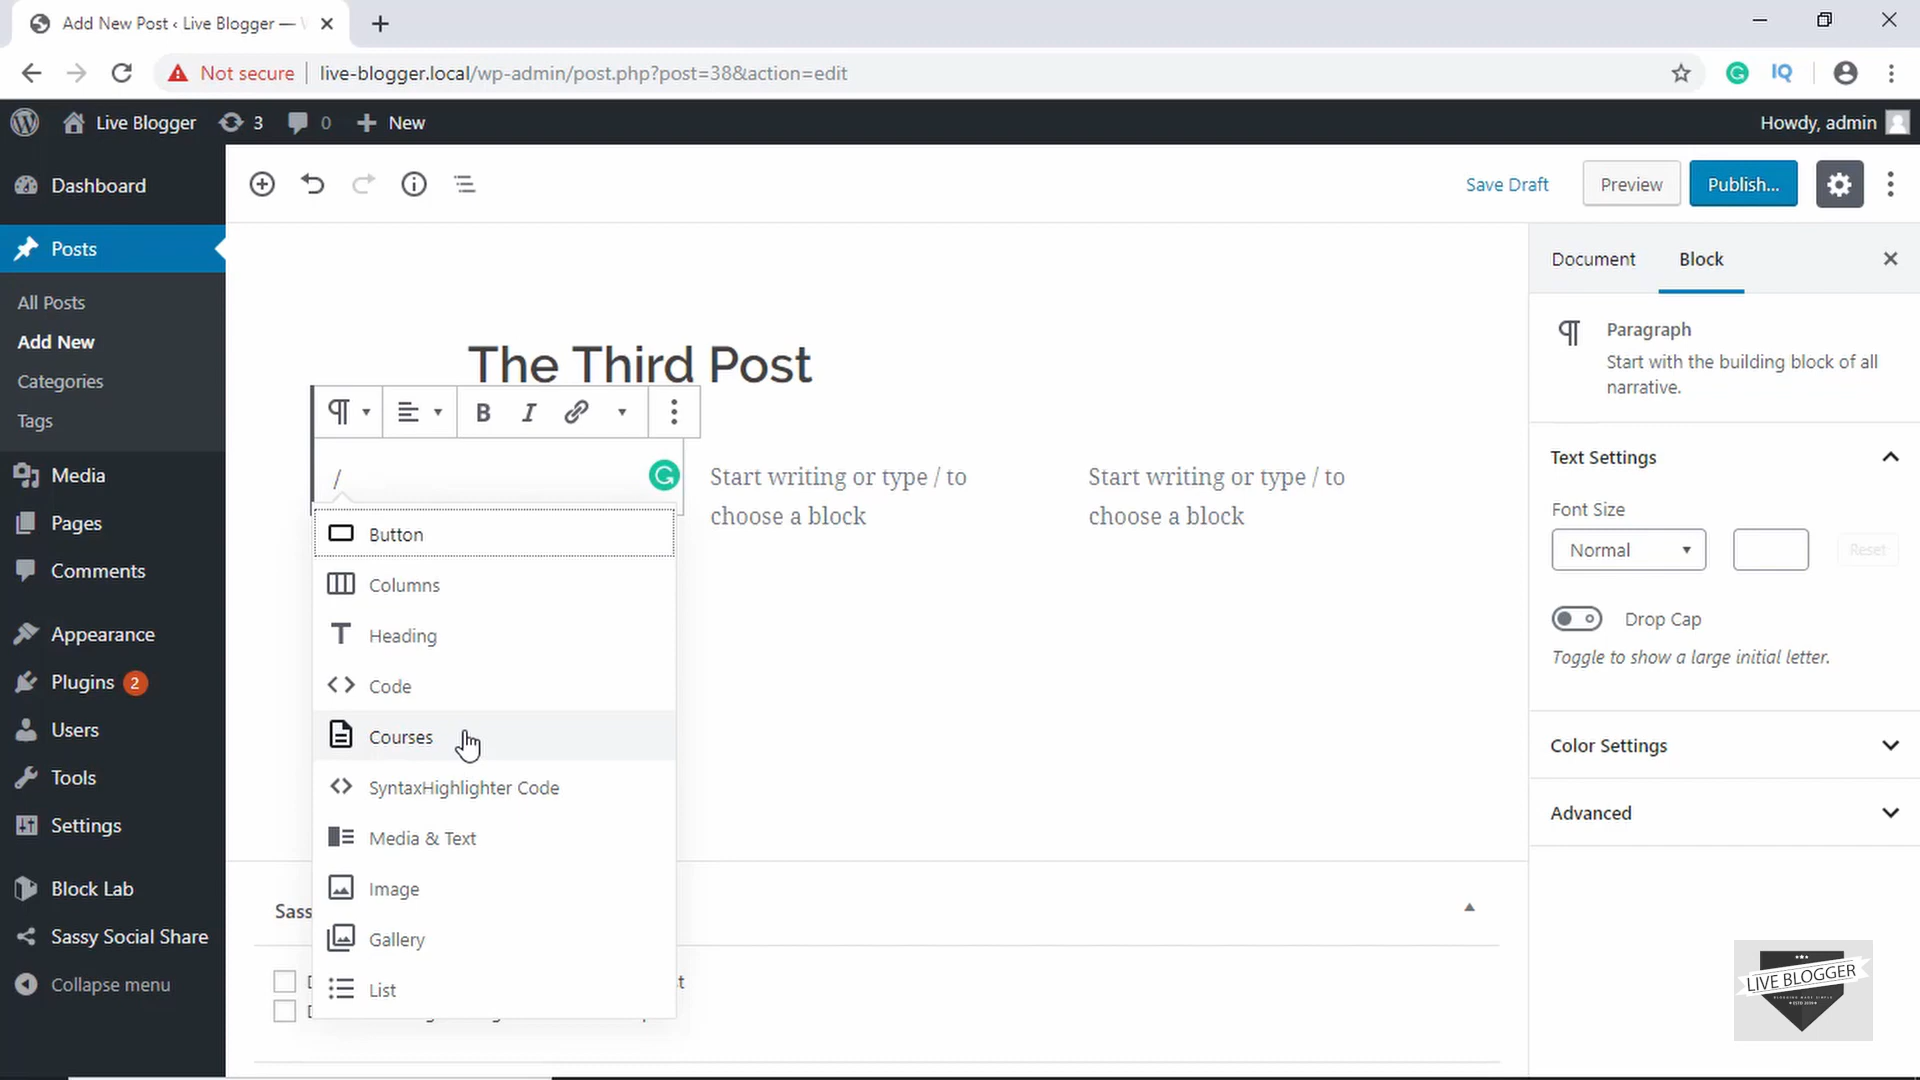 Add New Post ‹ Live Blogger —
Not secure
live-blogger.local/wp-admin/post.php?post=38&action=edit
IQ
Live Blogger
3
0
New
Howdy, admin
Dashboard
Posts
All Posts
Add New
Categories
Tags
Media
Pages
Comments
Appearance
Plugins 2
Users
Tools
Settings
Block Lab
Sassy Social Share
Collapse menu
Save Draft
Preview
Publish...
The Third Post
B I
/
Start writing or type / to
choose a block
Start writing or type / to
choose a block
Button
Columns
Heading
Code
Courses
SyntaxHighlighter Code
Media & Text
Image
Gallery
List
Sass
Document
Block
Paragraph
Start with the building block of all
narrative.
Text Settings
Font Size
Normal
Reset
Drop Cap
Toggle to show a large initial letter.
Color Settings
Advanced
LIVE BLOGGER